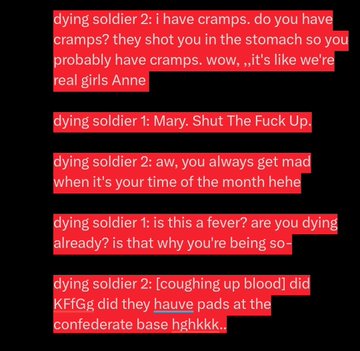 dying soldier 2: i have cramps. do you have
cramps? they shot you in the stomach so you
probably have cramps. wow, ,,it's like we're
real girls Anne
dying soldier 1: Mary. Shut The Fuck Up.
dying soldier 2: aw, you always get mad
when it's your time of the month hehe
dying soldier 1: is this a fever? are you dying
already? is that why you're being so-
dying soldier 2: [coughing up blood] did
KFfGg did they hauve pads at the
confederate base hghkkk..